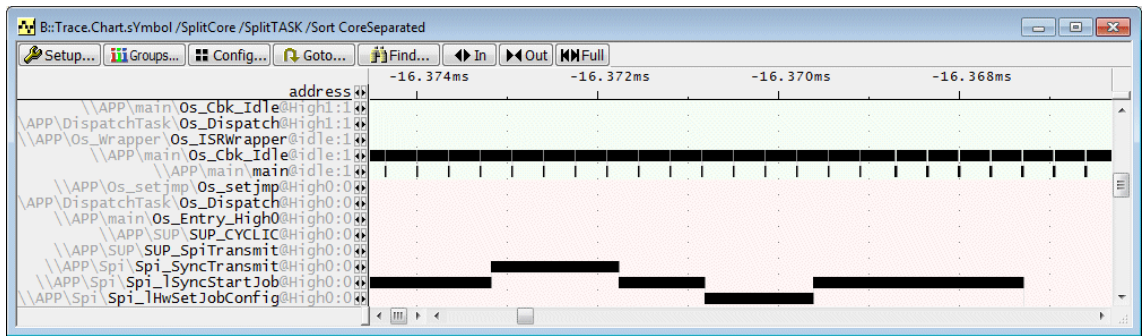 B::Trace.Chart.sYmbol /SplitCore /SplitTASK /Sort CoreSeparated
Setup... Groups... Config... Goto... Find... In Out Full
-16.374ms -16.372ms -16.370ms -16.368ms
address
\\APP\main\Os_Cbk_Idle@High1:1
\APP\DispatchTask\Os_Dispatch@High1:1
\\APP\Os_Wrapper\Os_ISRWrapper@idle:1
\\APP\main\Os_Cbk_Idle@idle:1
\\APP\main\main@idle:1
\\APP\Os_setjmp\Os_setjmp@High0:0
\APP\DispatchTask\Os_Dispatch@High0:0
\\APP\main\Os_Entry_High0@High0:0
\\APP\SUP\SUP_CYCLIC@High0:0
\\APP\SUP\SUP_SpiTransmit@High0:0
\\APP\Spi\Spi_SyncTransmit@High0:0
\\APP\Spi\Spi_lSyncStartJob@High0:0
\\APP\Spi\Spi_lHwSetJobConfig@High0:0